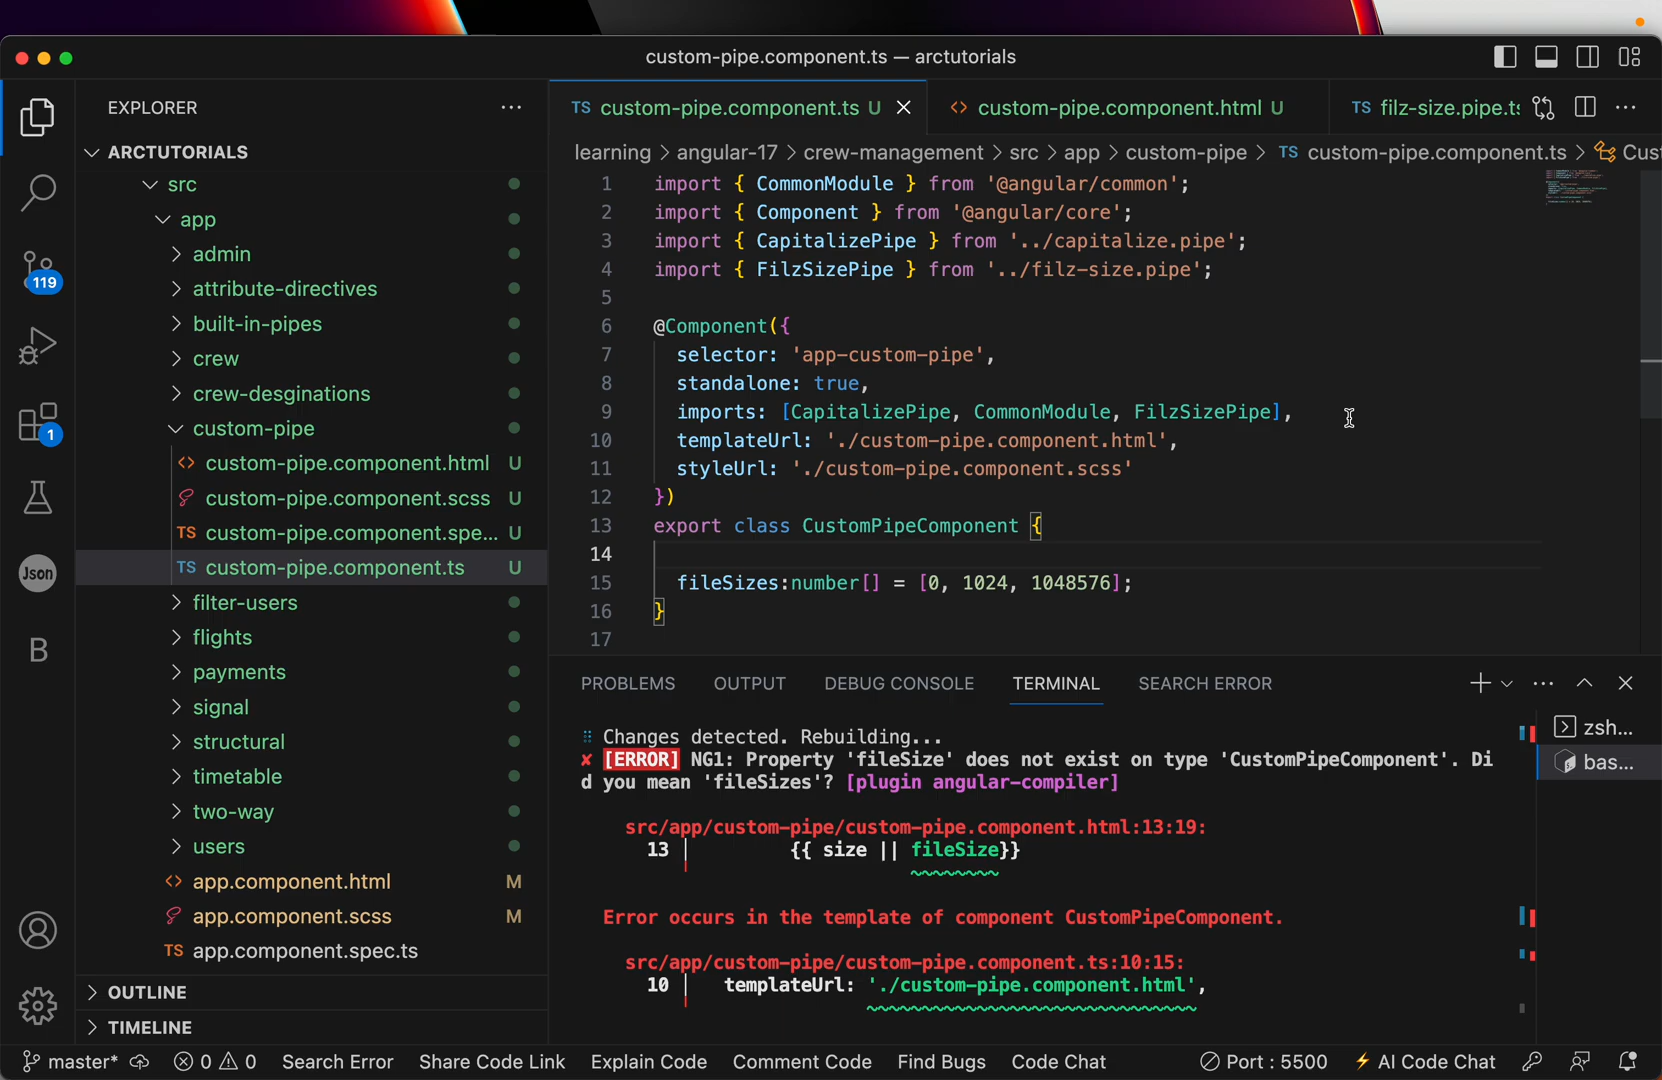 custom-pipe.component.ts — arctutorials
EXPLORER
ARCTUTORIALS
src
app
admin
attribute-directives
built-in-pipes
crew
crew-desginations
custom-pipe
custom-pipe.component.html U
custom-pipe.component.scss U
custom-pipe.component.spe... U
custom-pipe.component.ts U
filter-users
flights
payments
signal
structural
timetable
two-way
users
app.component.html M
app.component.scss M
app.component.spec.ts
OUTLINE
TIMELINE
119
1
Json
B
TS custom-pipe.component.ts U
custom-pipe.component.html U
TS filz-size.pipe.ts
learning > angular-17 > crew-management > src > app > custom-pipe > TS custom-pipe.component.ts > Cust
1 import { CommonModule } from '@angular/common';
2 import { Component } from '@angular/core';
3 import { CapitalizePipe } from '../capitalize.pipe';
4 import { FilzSizePipe } from '../filz-size.pipe';
5
6 @Component({
7 selector: 'app-custom-pipe',
8 standalone: true,
9 imports: [CapitalizePipe, CommonModule, FilzSizePipe],
10 templateUrl: './custom-pipe.component.html',
11 styleUrl: './custom-pipe.component.scss'
12 })
13 export class CustomPipeComponent {
14
15 fileSizes:number[] = [0, 1024, 1048576];
16 }
17
PROBLEMS OUTPUT DEBUG CONSOLE TERMINAL SEARCH ERROR
Changes detected. Rebuilding...
✘ [ERROR] NG1: Property 'fileSize' does not exist on type 'CustomPipeComponent'. Di
d you mean 'fileSizes'? [plugin angular-compiler]
src/app/custom-pipe/custom-pipe.component.html:13:19:
13 │ {{ size || fileSize}}
Error occurs in the template of component CustomPipeComponent.
src/app/custom-pipe/custom-pipe.component.ts:10:15:
10 │ templateUrl: './custom-pipe.component.html',
zsh...
bas...
master* 0 0 Search Error Share Code Link Explain Code Comment Code Find Bugs Code Chat Port : 5500 AI Code Chat